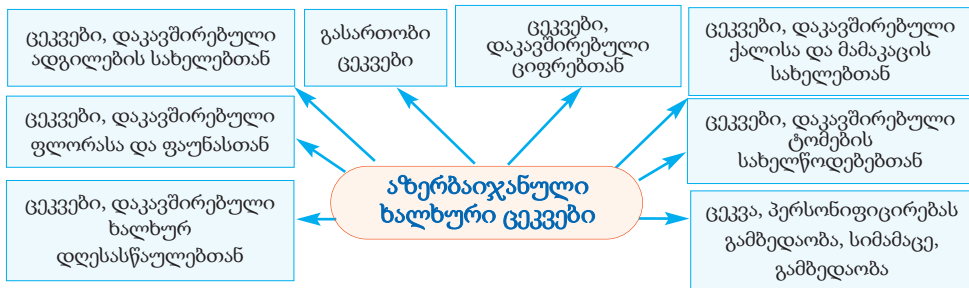 ცეკვები, დაკავშირებული
ადგილების სახელებთან
გასართობი
ცეკვები
ცეკვები,
დაკავშირებული
ციფრებთან
ცეკვები, დაკავშირებული
ქალისა და მამაკაცის
სახელებთან
ცეკვები, დაკავშირებული
ფლორასა და ფაუნასთან
ცეკვები, დაკავშირებული
ტომების
სახელწოდებებთან
აზერბაიჯანული
ხალხური ცეკვები
ცეკვები, დაკავშირებული
ხალხურ
დღესასწაულებთან
ცეკვა, პერსონიფიცირებას
გამბედაობა, სიმამაცე,
გამბედაობა